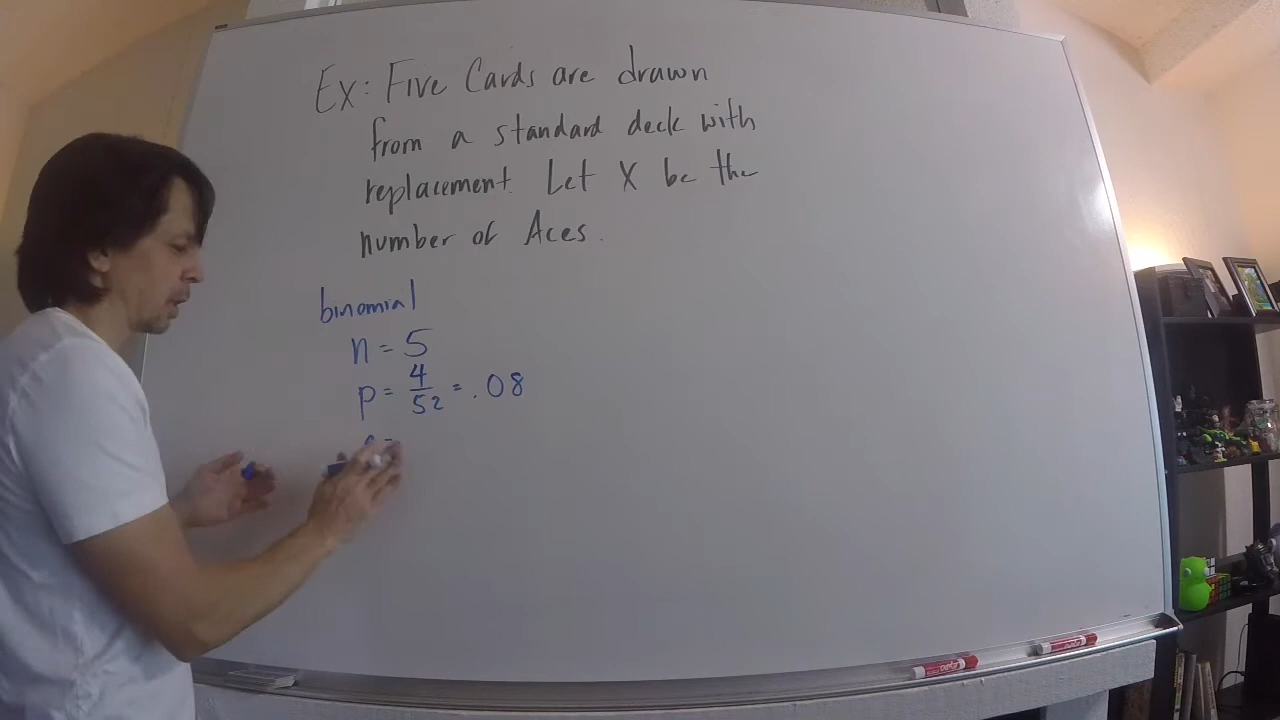 Ex: Five Cards are drawn
from a standard deck with
replacement. Let X be the
number of Aces.
binomial
n = 5
p = 4/52 = .08